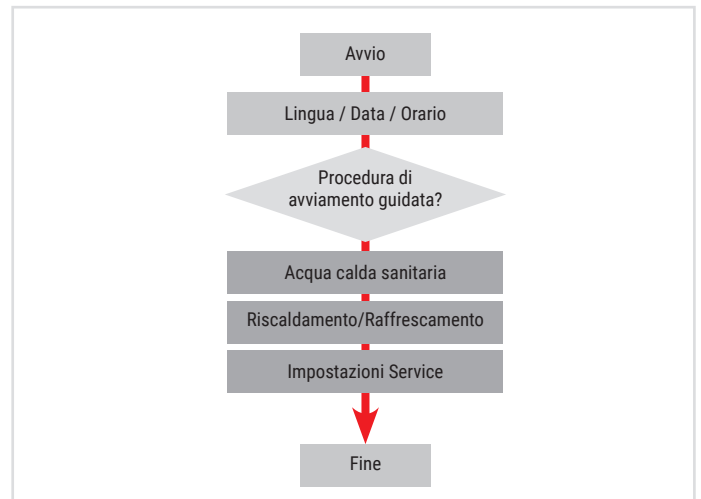 Avvio
Lingua / Data / Orario
Procedura di
avviamento guidata?
Acqua calda sanitaria
Riscaldamento/Raffrescamento
Impostazioni Service
Fine